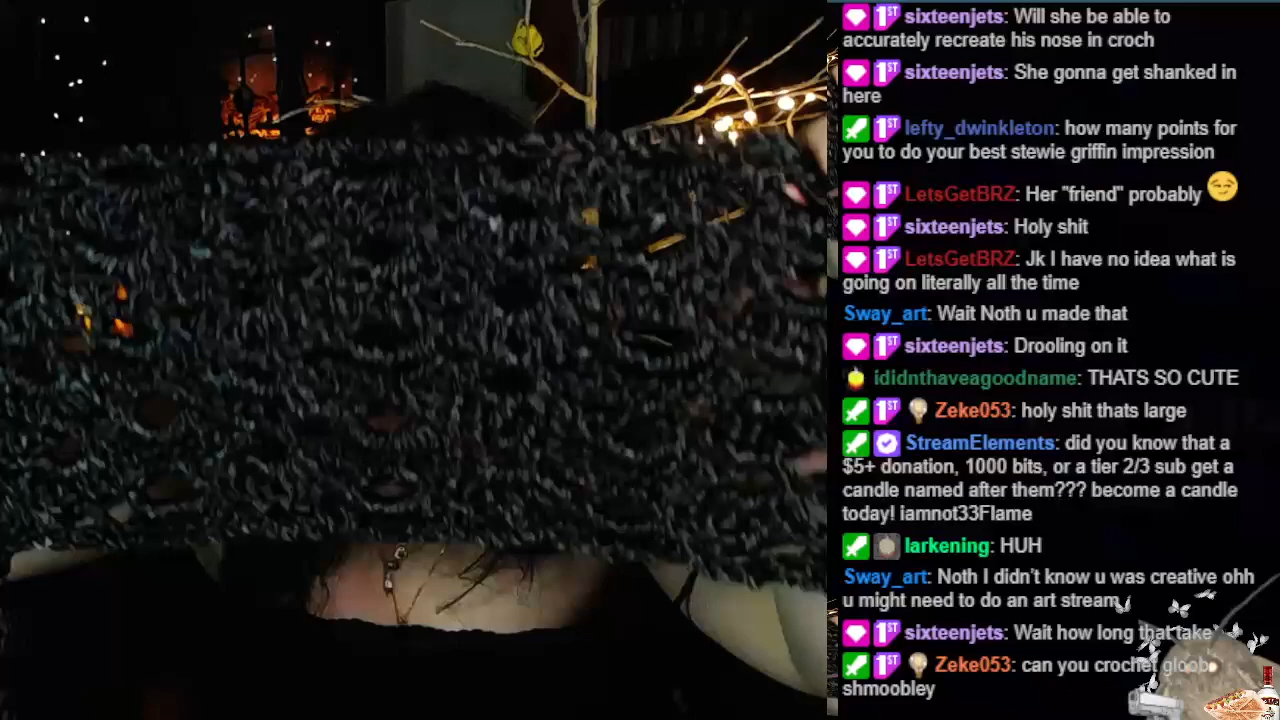 sixteenjets: Will she be able to
accurately recreate his nose in croch
sixteenjets: She gonna get shanked in
here
lefty_dwinkleton: how many points for
you to do your best stewie griffin impression
LetsGetBRZ: Her "friend" probably
sixteenjets: Holy shit
LetsGetBRZ: Jk I have no idea what is
going on literally all the time
Sway_art: Wait Noth u made that
sixteenjets: Drooling on it
ididnthaveagoodname: THATS SO CUTE
Zeke053: holy shit thats large
StreamElements: did you know that a
$5+ donation, 1000 bits, or a tier 2/3 sub get a
candle named after them??? become a candle
today! iamnot33Flame
larkening: HUH
Sway_art: Noth I didn't know u was creative ohh
u might need to do an art stream
sixteenjets: Wait how long that take
Zeke053: can you crochet gloob
shmoobley